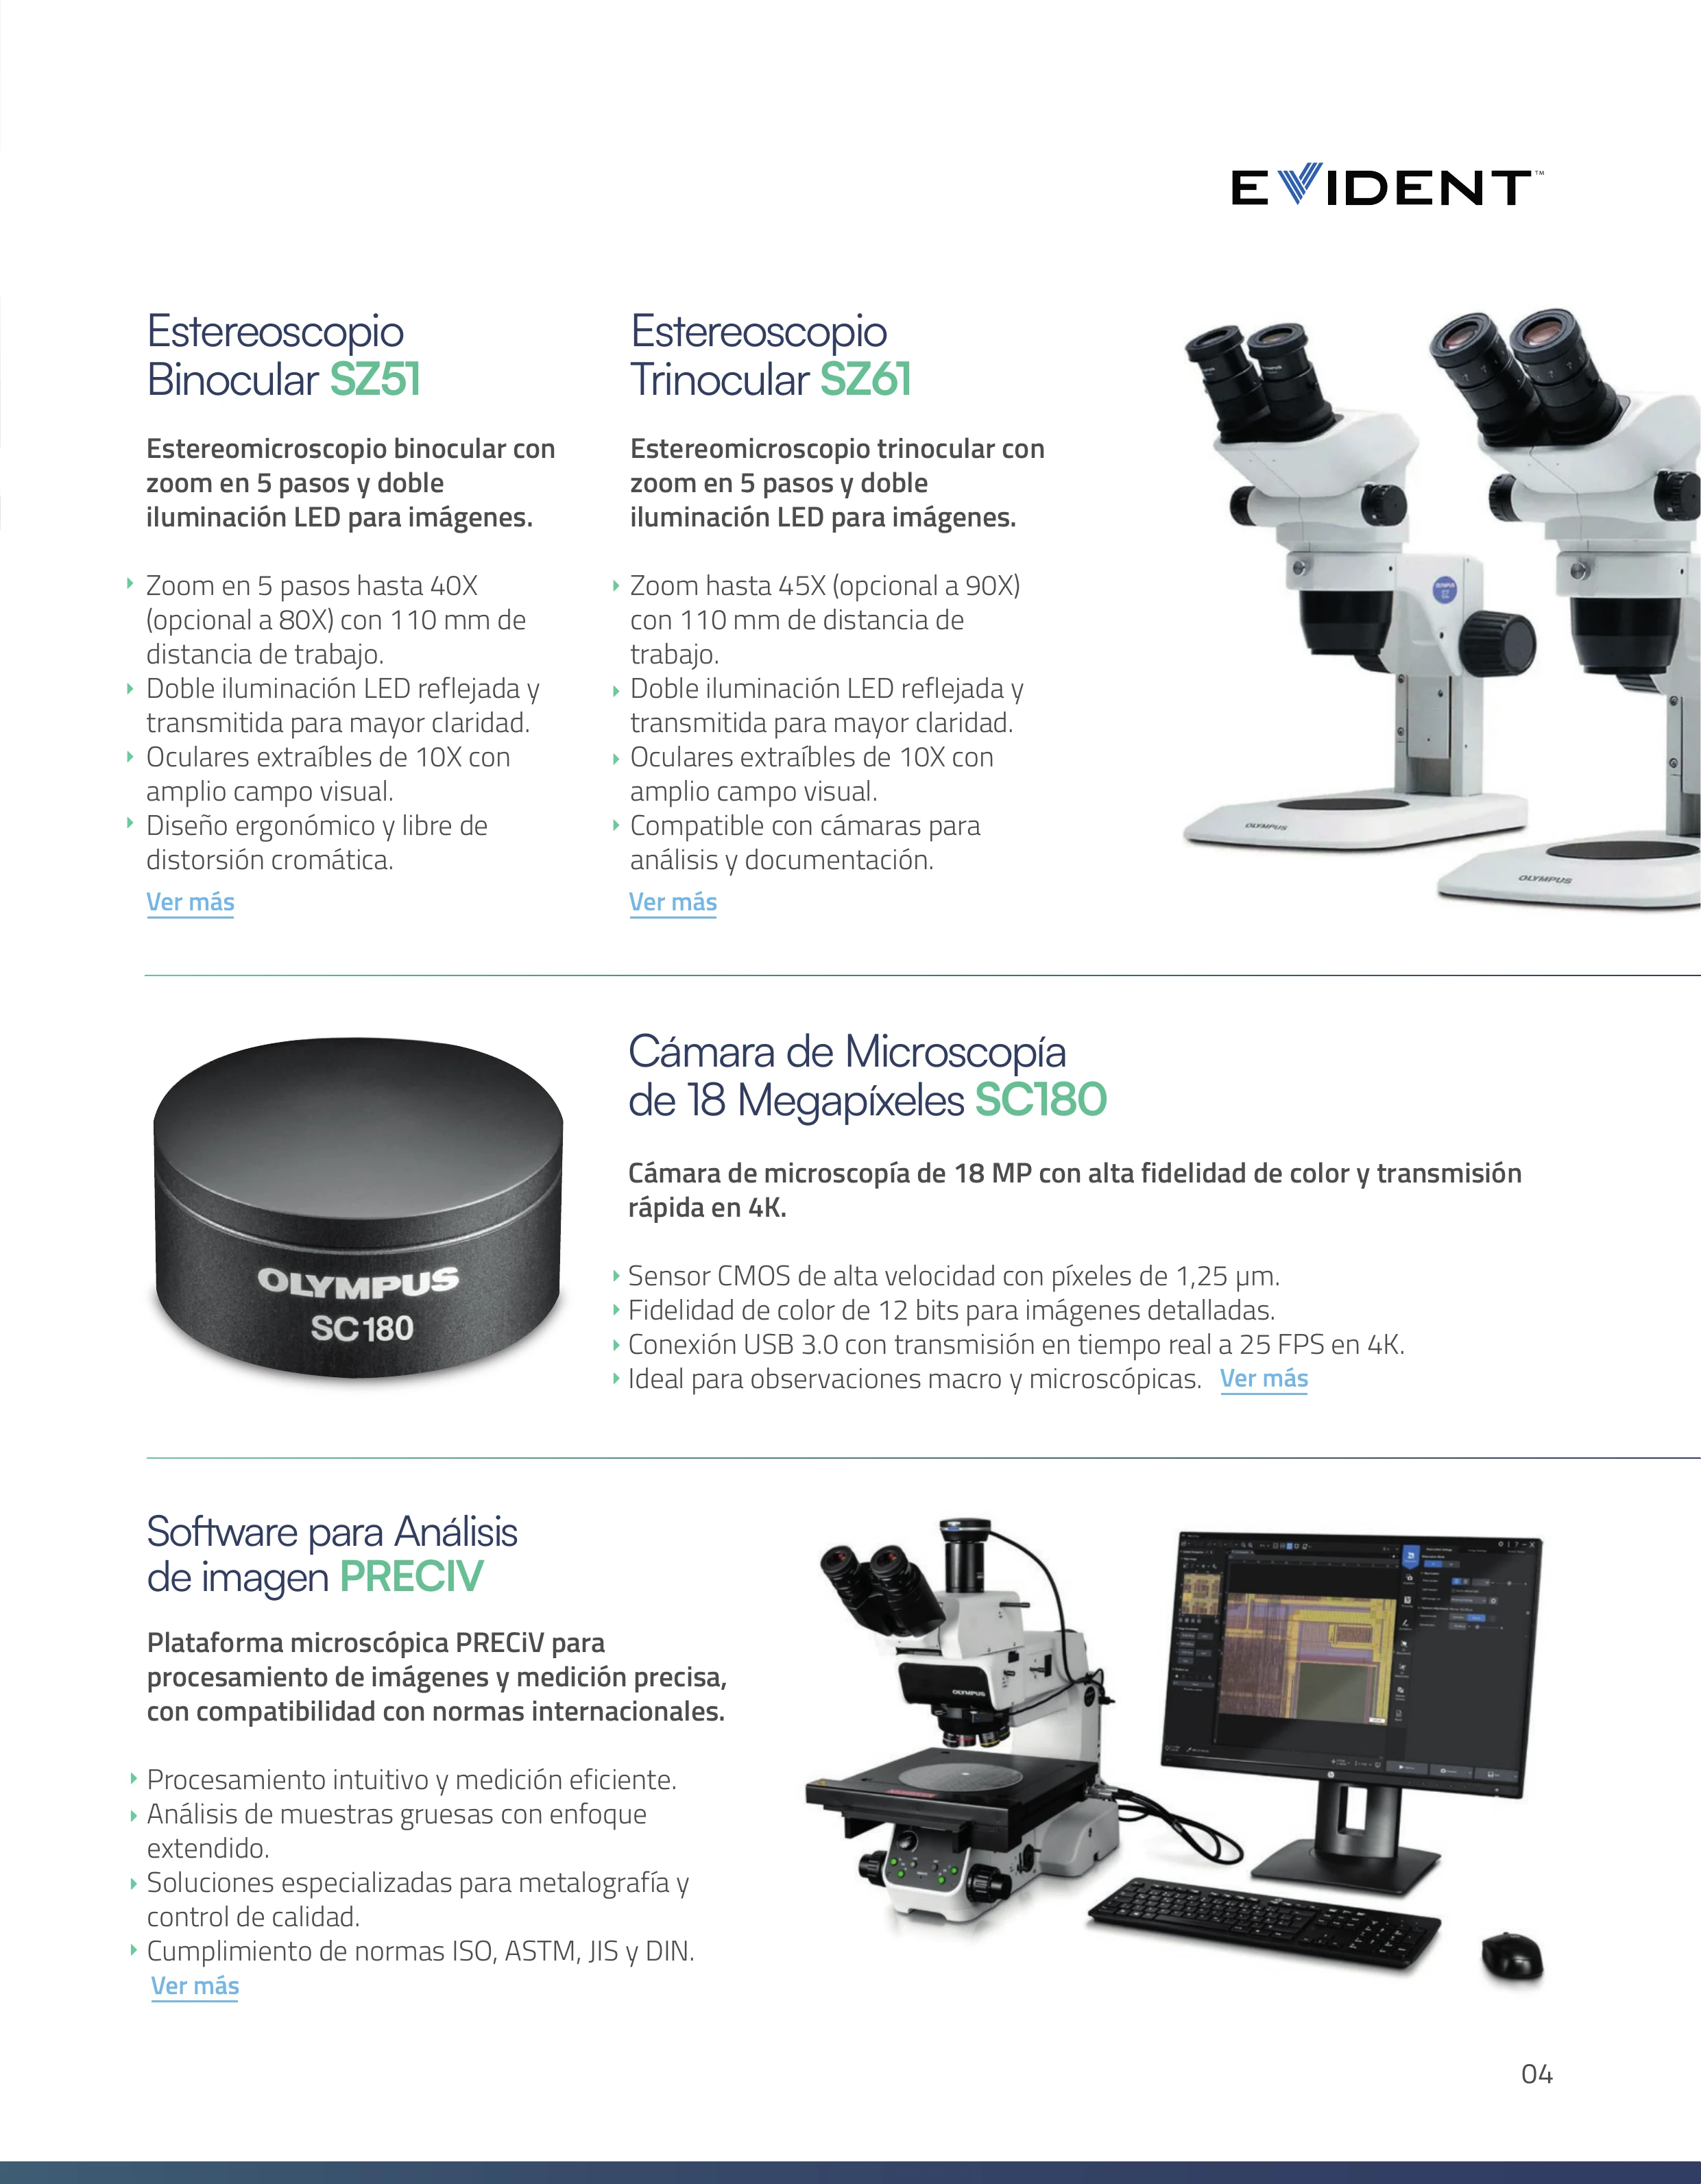 EVIDENT™
Estereoscopio
Binocular SZ51
Estereomicroscopio binocular con
zoom en 5 pasos y doble
iluminación LED para imágenes.
Zoom en 5 pasos hasta 40X
(opcional a 80X) con 110 mm de
distancia de trabajo.
Doble iluminación LED reflejada y
transmitida para mayor claridad.
Oculares extraíbles de 10X con
amplio campo visual.
Diseño ergonómico y libre de
distorsión cromática.
Ver más
Estereoscopio
Trinocular SZ61
Estereomicroscopio trinocular con
zoom en 5 pasos y doble
iluminación LED para imágenes.
Zoom hasta 45X (opcional a 90X)
con 110 mm de distancia de
trabajo.
Doble iluminación LED reflejada y
transmitida para mayor claridad.
Oculares extraíbles de 10X con
amplio campo visual.
Compatible con cámaras para
análisis y documentación.
Ver más
OLYMPUS
OLYMPUS
OLYMPUS
SC180
Cámara de Microscopía
de 18 Megapíxeles SC180
Cámara de microscopía de 18 MP con alta fidelidad de color y transmisión
rápida en 4K.
Sensor CMOS de alta velocidad con píxeles de 1,25 µm.
Fidelidad de color de 12 bits para imágenes detalladas.
Conexión USB 3.0 con transmisión en tiempo real a 25 FPS en 4K.
Ideal para observaciones macro y microscópicas. Ver más
Software para Análisis
de imagen PRECIV
Plataforma microscópica PRECiV para
procesamiento de imágenes y medición precisa,
con compatibilidad con normas internacionales.
Procesamiento intuitivo y medición eficiente.
Análisis de muestras gruesas con enfoque
extendido.
Soluciones especializadas para metalografía y
control de calidad.
Cumplimiento de normas ISO, ASTM, JIS y DIN.
Ver más
OLYMPUS
04